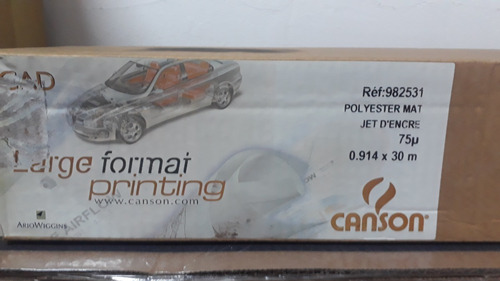 CAD
Réf:982531
POLYESTER MAT
JET D'ENCRE
75µ
0.914 x 30 m
Large format
printing
www.canson.com
AIRFLOW
ARJOWIGGINS
CANSON